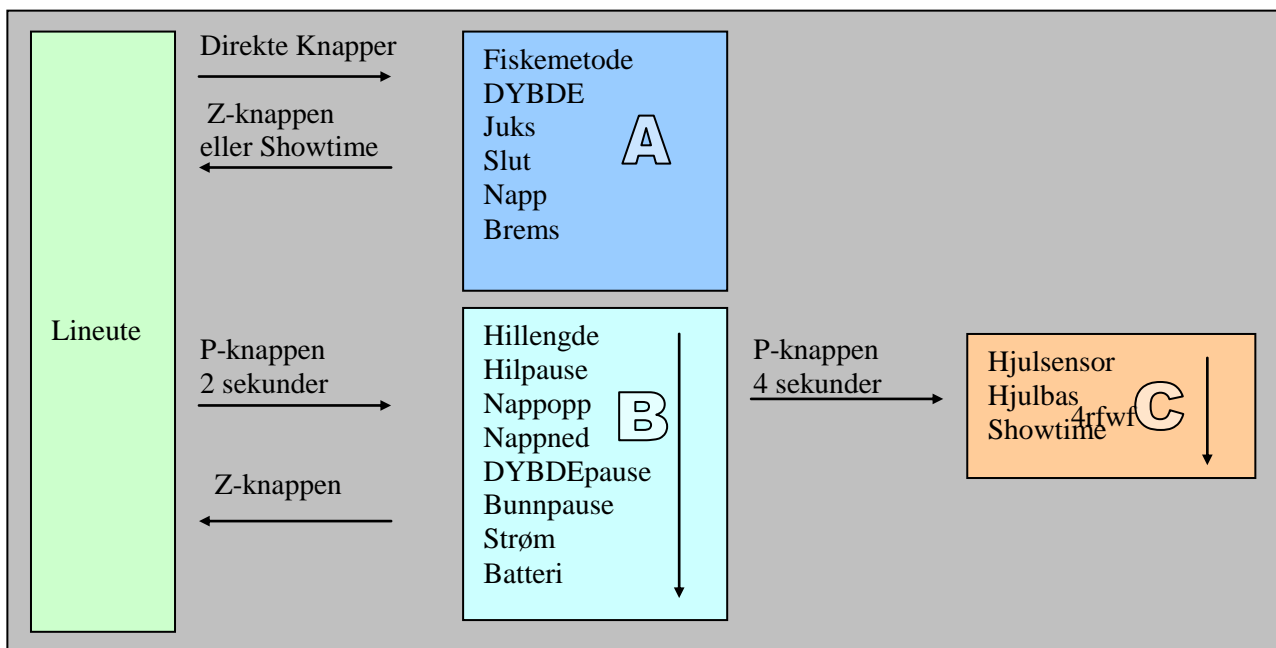 Lineute
Direkte Knapper
Z-knappen
eller Showtime
Fiskemetode
DYBDE
Juks
Slut
Napp
Brems
A
P-knappen
2 sekunder
Z-knappen
Hillengde
Hilpause
Nappopp
Nappned
DYBDEpause
Bunnpause
Strøm
Batteri
B
P-knappen
4 sekunder
Hjulsensor
Hjulbas
Showtime
4rfwf
C